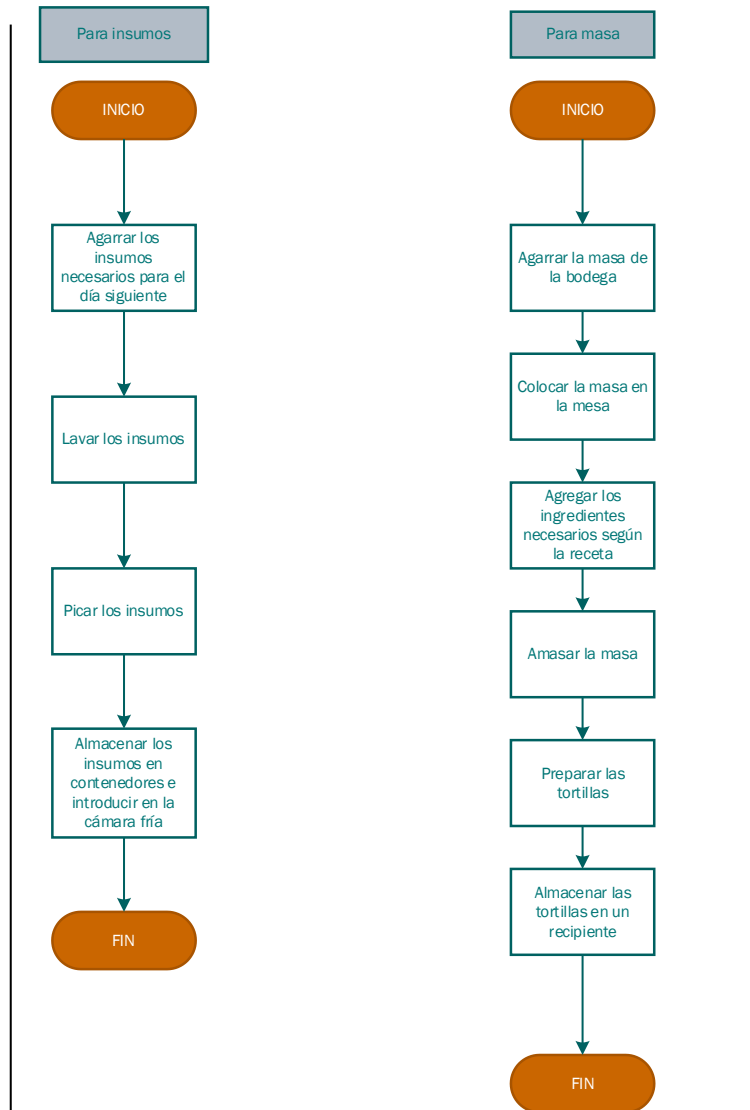 Para insumos
INICIO
Agarrar los
insumos
necesarios para el
día siguiente
Lavar los insumos
Picar los insumos
Almacenar los
insumos en
contenedores e
introducir en la
cámara fría
FIN
Para masa
INICIO
Agarrar la masa de
la bodega
Colocar la masa en
la mesa
Agregar los
ingredientes
necesarios según
la receta
Amasar la masa
Preparar las
tortillas
Almacenar las
tortillas en un
recipiente
FIN